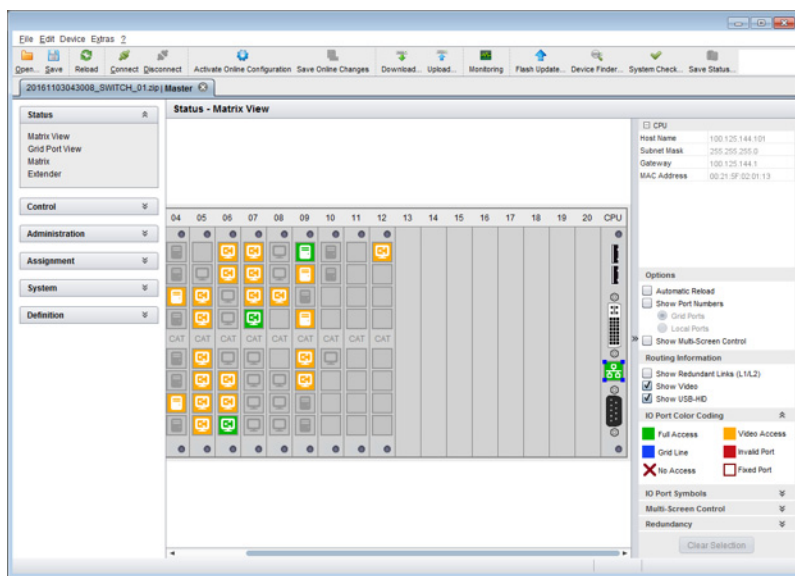 File Edit Device Extras ?
Open... Save Reload Connect Disconnect Activate Online Configuration Save Online Changes Download... Upload... Monitoring Flash Update... Device Finder... System Check... Save Status...
20161103043008_SWITCH_01.zip | Master
Status
Matrix View
Grid Port View
Matrix
Extender
Control
Administration
Assignment
System
Definition
Status - Matrix View
04 05 06 07 08 09 10 11 12 13 14 15 16 17 18 19 20 CPU
CAT CAT CAT CAT CAT CAT CAT CAT CAT
CPU
Host Name 100.125.144.101
Subnet Mask 255.255.255.0
Gateway 100.125.144.1
MAC Address 00:21:5F:02:01:13
Options
Automatic Reload
Show Port Numbers
Grid Ports
Local Ports
Show Multi-Screen Control
Routing Information
Show Redundant Links (L1/L2)
Show Video
Show USB-HID
IO Port Color Coding
Full Access Video Access
Grid Line Invalid Port
No Access Fixed Port
IO Port Symbols
Multi-Screen Control
Redundancy
Clear Selection